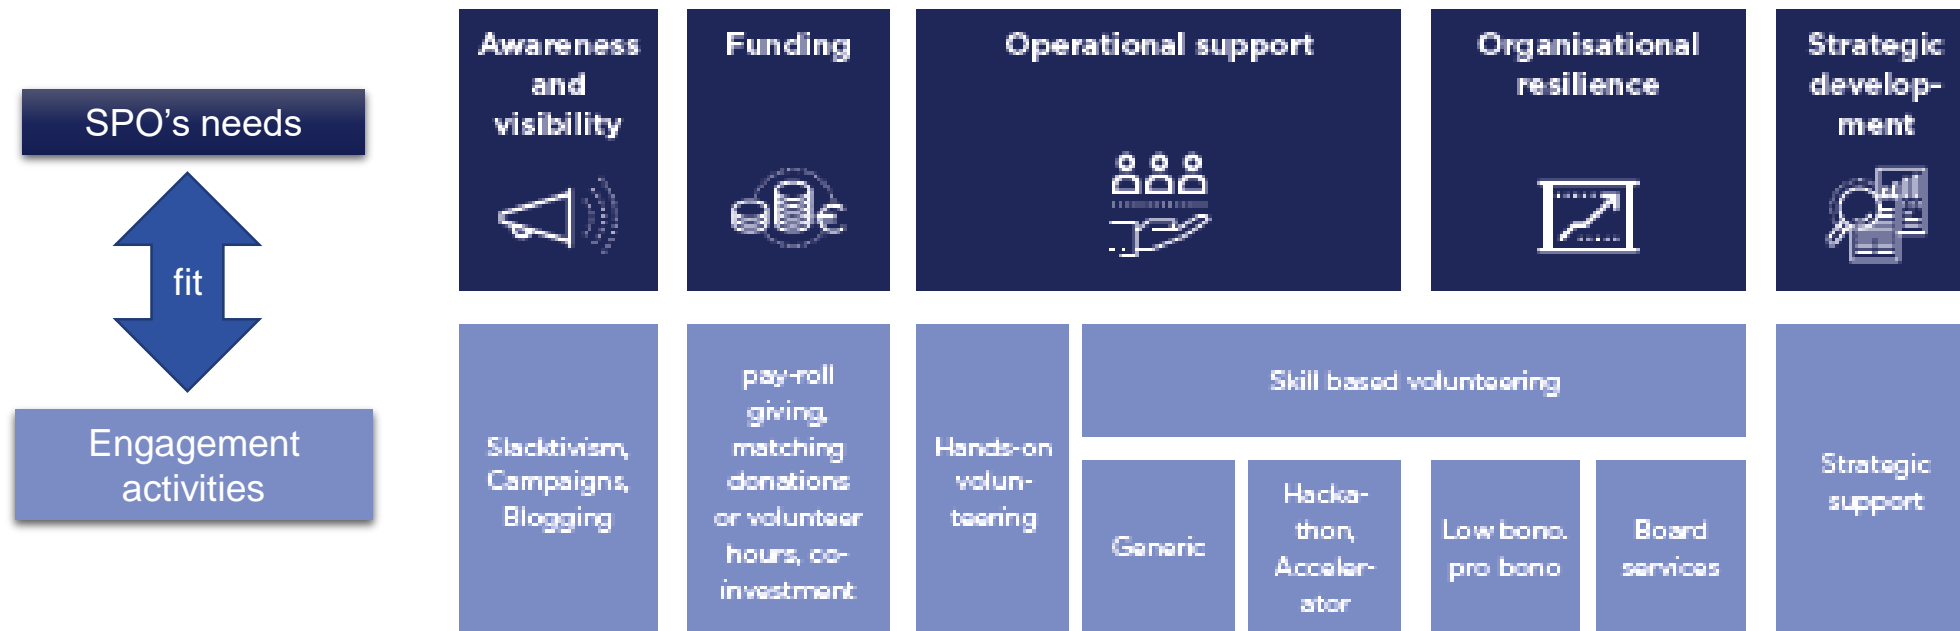 SPO’s needs
fit
Engagement
activities
Awareness
and
visibility
Funding
Operational support
Organisational
resilience
Strategic
develop-
ment
Slacktivism,
Campaigns,
Blogging
pay-roll
giving,
matching
donations
or volunteer
hours, co-
investment
Hands-on
volun-
teering
Skill based volunteering
Generic
Hacka-
thon,
Acceler-
ator
Low bono.
pro bono
Board
services
Strategic
support